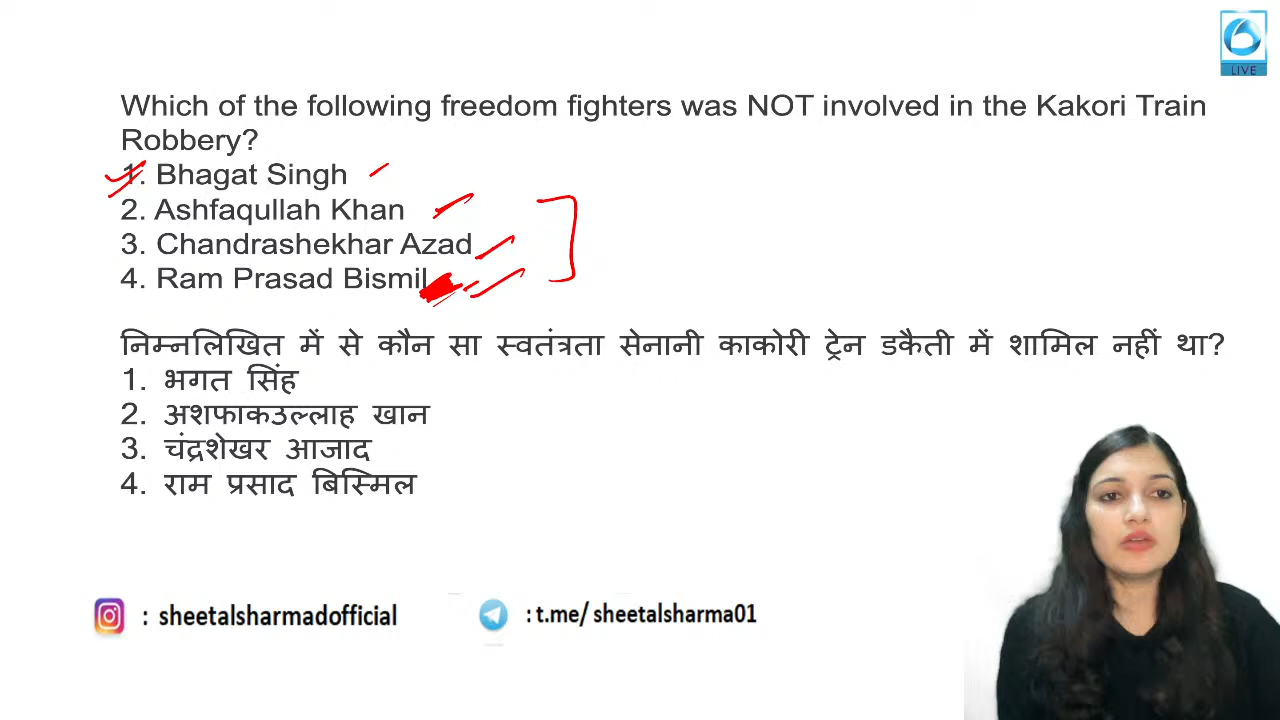 LIVE
Which of the following freedom fighters was NOT involved in the Kakori Train
Robbery?
1. Bhagat Singh
2. Ashfaqullah Khan
3. Chandrashekhar Azad
4. Ram Prasad Bismil
निम्नलिखित में से कौन सा स्वतंत्रता सेनानी काकोरी ट्रेन डकैती में शामिल नहीं था?
1. भगत सिंह
2. अशफाकउल्लाह खान
3. चंद्रशेखर आजाद
4. राम प्रसाद बिस्मिल
: sheetalsharmadofficial
: t.me/ sheetalsharma01